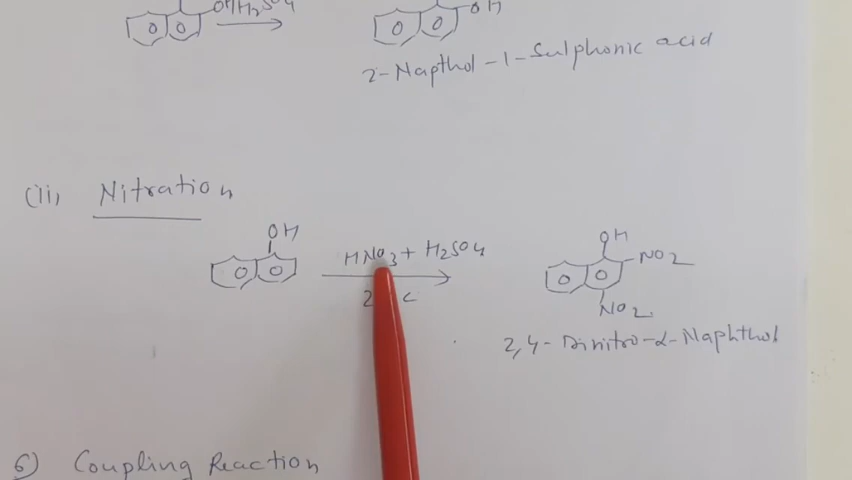 OH/H2SO4
OH
2-Napthol-1-Sulphonic acid
(ii) Nitration
OH
HNO3 + H2SO4
OH
NO2
NO2
2,4-Dinitro-α-Naphthol
6) Coupling Reaction